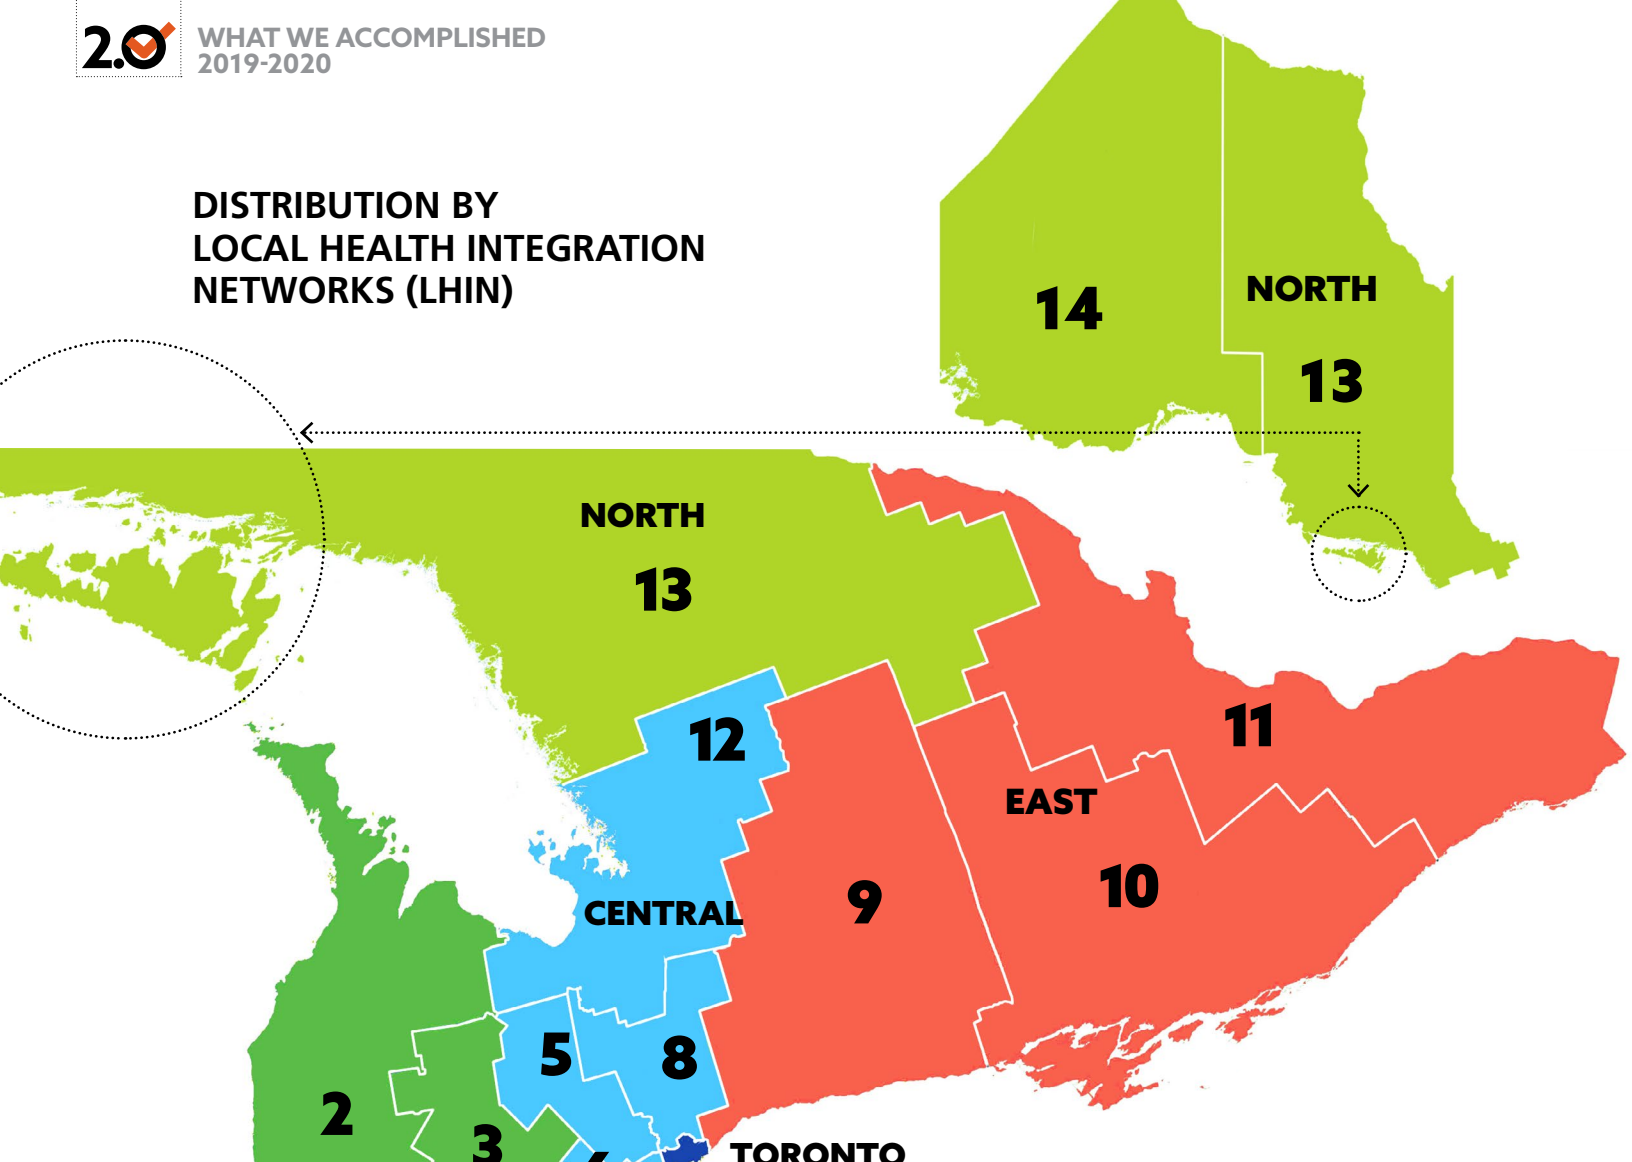 2.0
WHAT WE ACCOMPLISHED
2019-2020
DISTRIBUTION BY
LOCAL HEALTH INTEGRATION
NETWORKS (LHIN)
14
NORTH
13
NORTH
13
12
11
EAST
10
9
CENTRAL
5
8
2
3
TORONTO